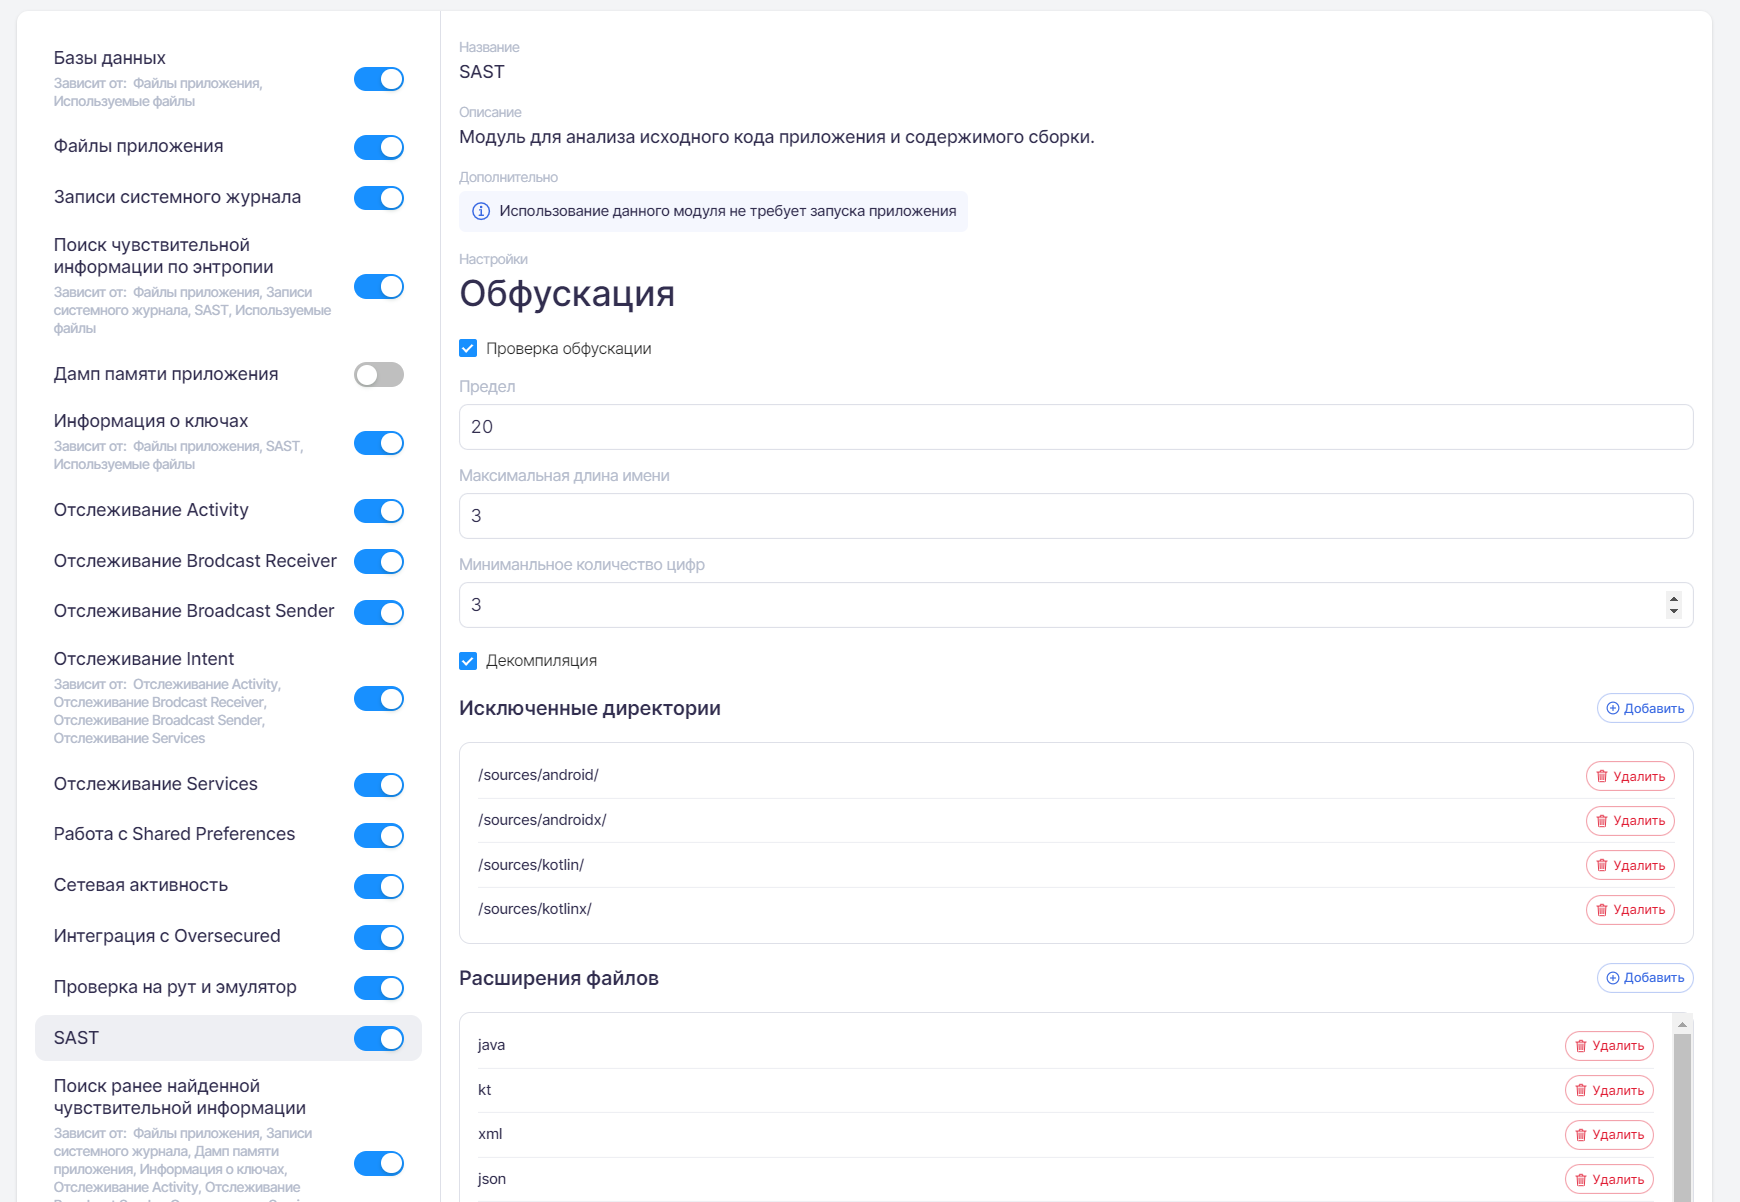 Базы данных
Зависит от: Файлы приложения,
Используемые файлы
Файлы приложения
Записи системного журнала
Поиск чувствительной
информации по энтропии
Зависит от: Файлы приложения, Записи
системного журнала, SAST, Используемые
файлы
Дамп памяти приложения
Информация о ключах
Зависит от: Файлы приложения, SAST,
Используемые файлы
Отслеживание Activity
Отслеживание Brodcast Receiver
Отслеживание Broadcast Sender
Отслеживание Intent
Зависит от: Отслеживание Activity,
Отслеживание Brodcast Receiver,
Отслеживание Broadcast Sender,
Отслеживание Services
Отслеживание Services
Работа с Shared Preferences
Сетевая активность
Интеграция с Oversecured
Проверка на рут и эмулятор
SAST
Поиск ранее найденной
чувствительной информации
Зависит от: Файлы приложения, Записи
системного журнала, Дамп памяти
приложения, Информация о ключах,
Отслеживание Activity, Отслеживание
Название
SAST
Описание
Модуль для анализа исходного кода приложения и содержимого сборки.
Дополнительно
Использование данного модуля не требует запуска приложения
Настройки
Обфускация
Проверка обфускации
Предел
20
Максимальная длина имени
3
Миниманльное количество цифр
3
Декомпиляция
Исключенные директории
Добавить
/sources/android/
Удалить
/sources/androidx/
Удалить
/sources/kotlin/
Удалить
/sources/kotlinx/
Удалить
Расширения файлов
Добавить
java
Удалить
kt
Удалить
xml
Удалить
json
Удалить